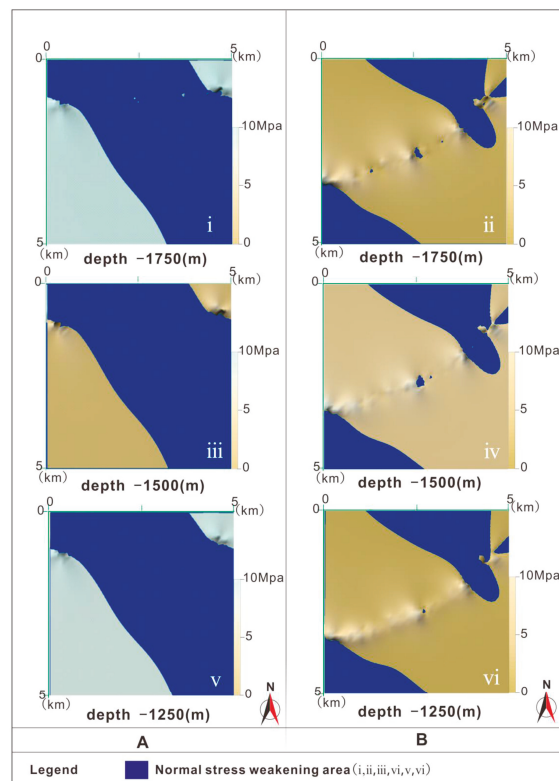 0 5
(km)
10Mpa
5
0
i
5
(km) depth -1750(m)
0 5
(km)
10Mpa
5
0
ii
5
(km) depth -1750(m)
0 5
(km)
10Mpa
5
0
iii
5
(km) depth -1500(m)
0 5
(km)
10Mpa
5
0
iv
5
(km) depth -1500(m)
0 5
(km)
10Mpa
5
0
v
5
(km) depth -1250(m)
N
0 5
(km)
10Mpa
5
0
vi
5
(km) depth -1250(m)
N
A B
Legend Normal stress weakening area (i,ii,iii,vi,v,vi)